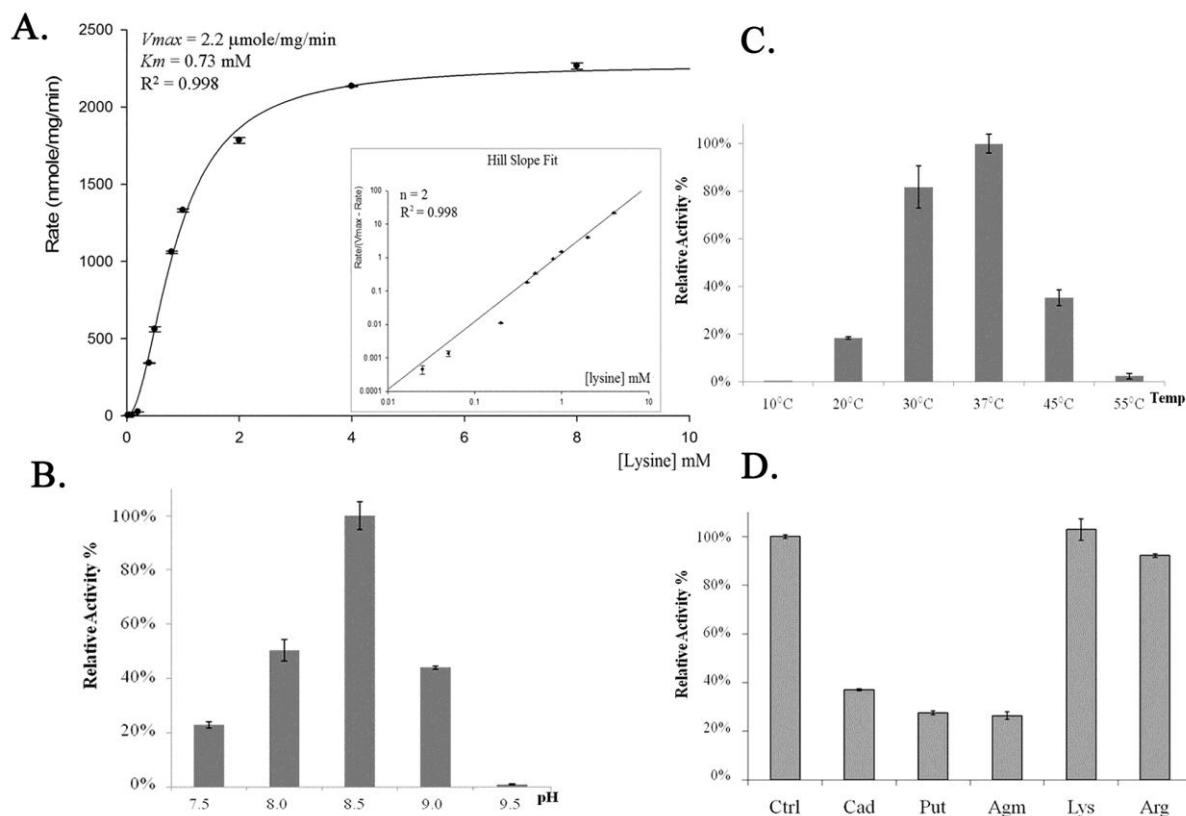 A.
Vmax = 2.2 µmole/mg/min
Km = 0.73 mM
R² = 0.998
Rate (nmole/mg/min)
2500
2000
1500
1000
500
0
0 2 4 6 8 10
[Lysine] mM
Hill Slope Fit
n = 2
R² = 0.998
Rate/(Vmax - Rate)
100
10
1
0.1
0.01
0.001
0.0001
0.01 0.1 1 10
[lysine] mM
B.
Relative Activity %
100%
80%
60%
40%
20%
0%
7.5 8.0 8.5 9.0 9.5 pH
C.
Relative Activity %
100%
80%
60%
40%
20%
0%
10°C 20°C 30°C 37°C 45°C 55°C Temp
D.
Relative Activity %
100%
80%
60%
40%
20%
0%
Ctrl Cad Put Agm Lys Arg